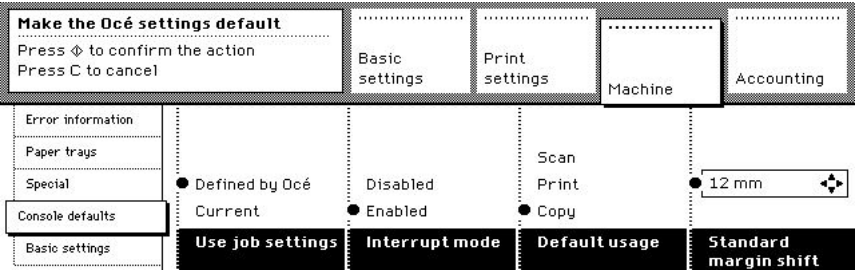 Make the Océ settings default
Press ⟐ to confirm the action
Press C to cancel
Basic
settings
Print
settings
Machine
Accounting
Error information
Paper trays
Special
Console defaults
Basic settings
Defined by Océ
Current
Use job settings
Disabled
Enabled
Interrupt mode
Scan
Print
Copy
Default usage
12 mm
Standard
margin shift